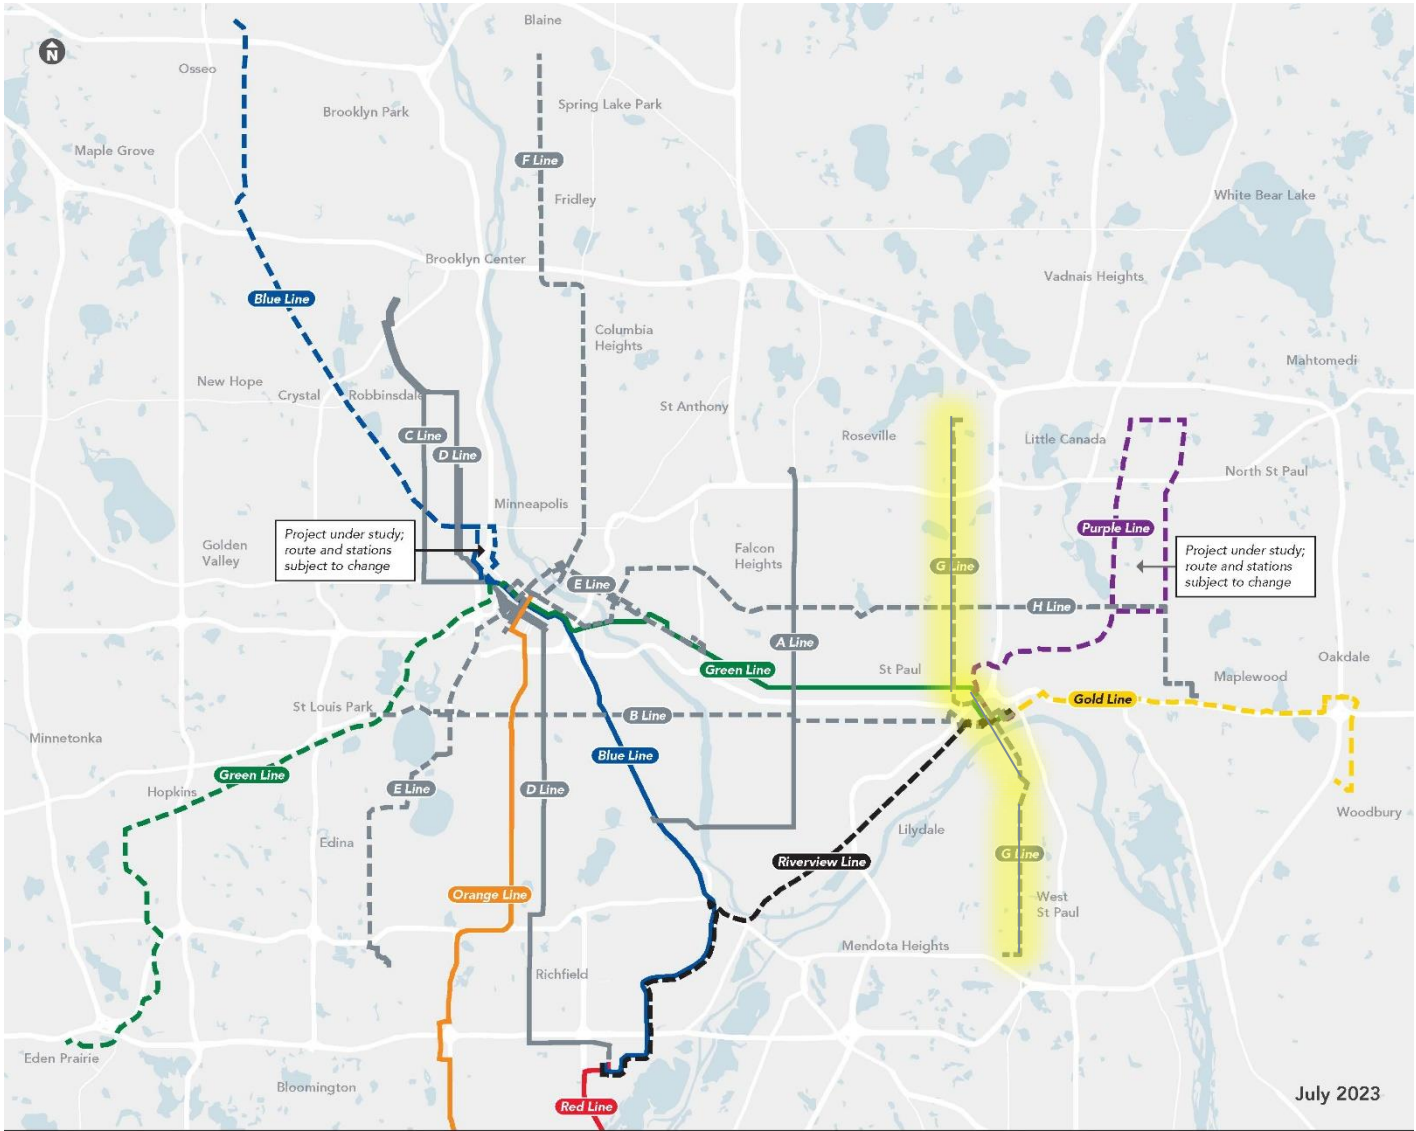 Blaine
N
Osseo
Spring Lake Park
Brooklyn Park
Maple Grove
F Line
White Bear Lake
Fridley
Brooklyn Center
Vadnais Heights
Blue Line
Columbia
Heights
Mahtomedi
New Hope
Crystal
Robbinsdale
St Anthony
C Line
Roseville
Little Canada
D Line
North St Paul
Minneapolis
Purple Line
Project under study;
route and stations
subject to change
Golden
Valley
Falcon
Heights
Project under study;
route and stations
subject to change
G Line
E Line
H Line
A Line
Oakdale
Green Line
St Paul
Maplewood
Gold Line
St Louis Park
B Line
Minnetonka
Blue Line
Green Line
Hopkins
E Line
D Line
Woodbury
Lilydale
Edina
G Line
Riverview Line
Orange Line
West
St Paul
Mendota Heights
Richfield
Eden Prairie
Bloomington
July 2023
Red Line